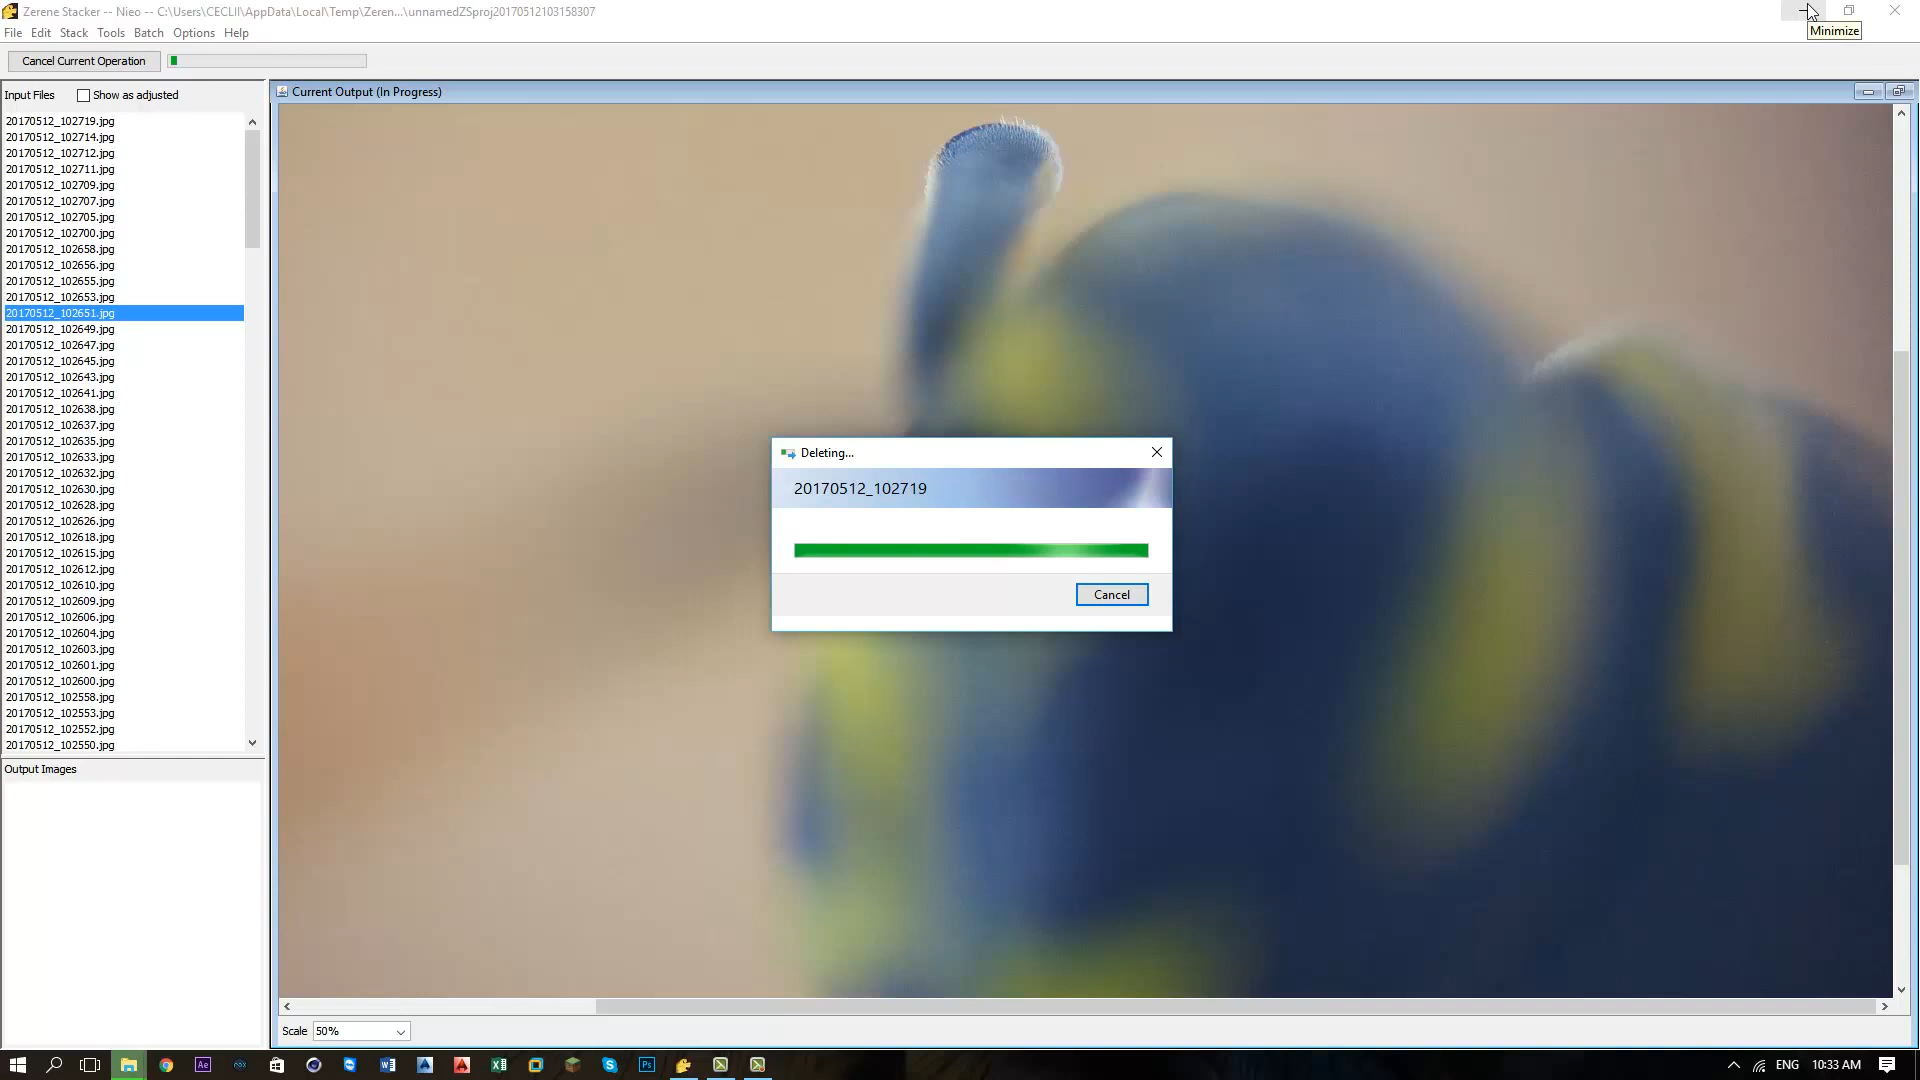 Zerene Stacker -- Nieo -- C:\Users\CECLII\AppData\Local\Temp\Zeren...\unnamedZSproj20170512103158307
Minimize
File Edit Stack Tools Batch Options Help
Cancel Current Operation
Input Files Show as adjusted
Current Output (In Progress)
20170512_102719.jpg
20170512_102714.jpg
20170512_102712.jpg
20170512_102711.jpg
20170512_102709.jpg
20170512_102707.jpg
20170512_102705.jpg
20170512_102700.jpg
20170512_102658.jpg
20170512_102656.jpg
20170512_102655.jpg
20170512_102653.jpg
20170512_102651.jpg
20170512_102649.jpg
20170512_102647.jpg
20170512_102645.jpg
20170512_102643.jpg
20170512_102641.jpg
20170512_102638.jpg
20170512_102637.jpg
20170512_102635.jpg
20170512_102633.jpg
20170512_102632.jpg
20170512_102630.jpg
20170512_102628.jpg
20170512_102626.jpg
20170512_102618.jpg
20170512_102615.jpg
20170512_102612.jpg
20170512_102610.jpg
20170512_102609.jpg
20170512_102606.jpg
20170512_102604.jpg
20170512_102603.jpg
20170512_102601.jpg
20170512_102600.jpg
20170512_102558.jpg
20170512_102553.jpg
20170512_102552.jpg
20170512_102550.jpg
Deleting...
20170512_102719
Cancel
Output Images
Scale 50%
Ae
Ps
ENG 10:33 AM